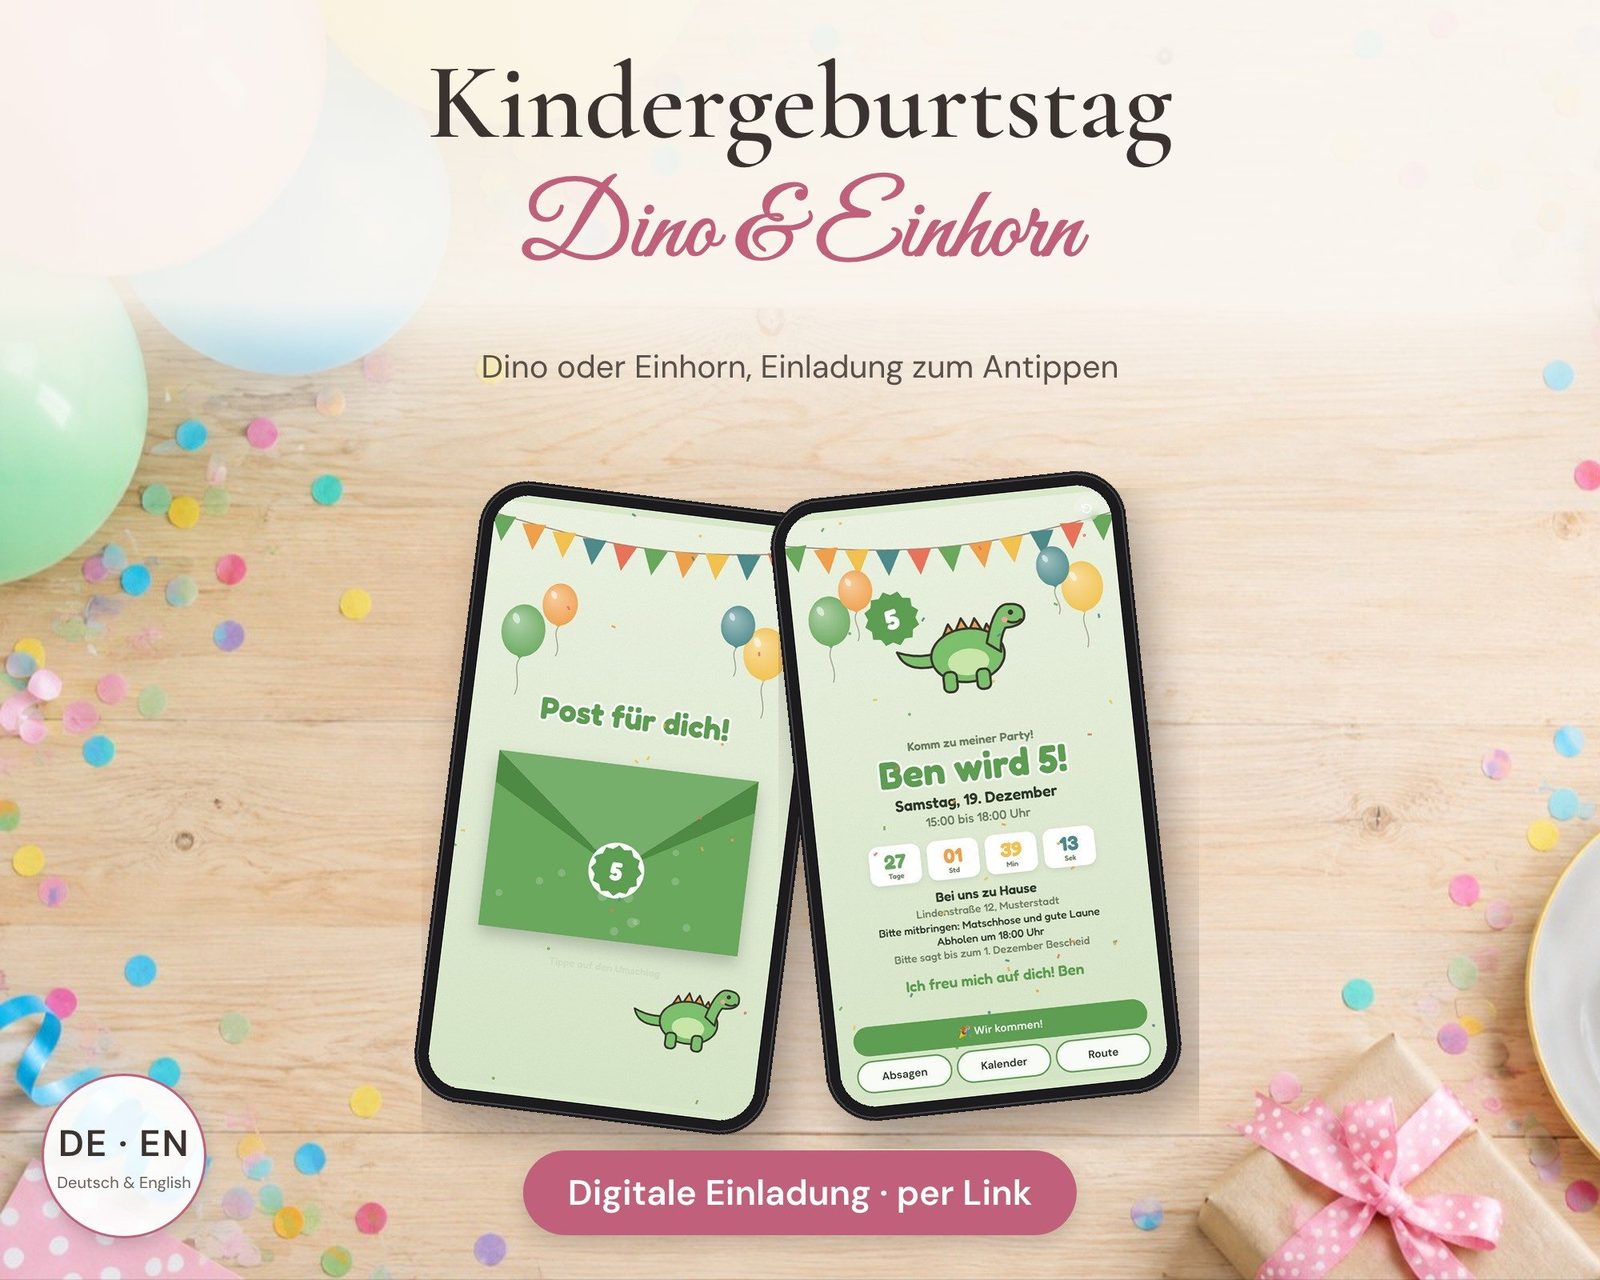 Kindergeburtstag
Dino & Einhorn
Dino oder Einhorn, Einladung zum Antippen
Post für dich!
5
Tippe auf den Umschlag
5
Komm zu meiner Party!
Ben wird 5!
Samstag, 19. Dezember
15:00 bis 18:00 Uhr
27 01 39 13
Tage Std Min Sek
Bei uns zu Hause
Lindenstraße 12, Musterstadt
Bitte mitbringen: Matschhose und gute Laune
Abholen um 18:00 Uhr
Bitte sagt bis zum 1. Dezember Bescheid
Ich freu mich auf dich! Ben
🎉 Wir kommen!
Absagen Kalender Route
DE · EN
Deutsch & English
Digitale Einladung · per Link